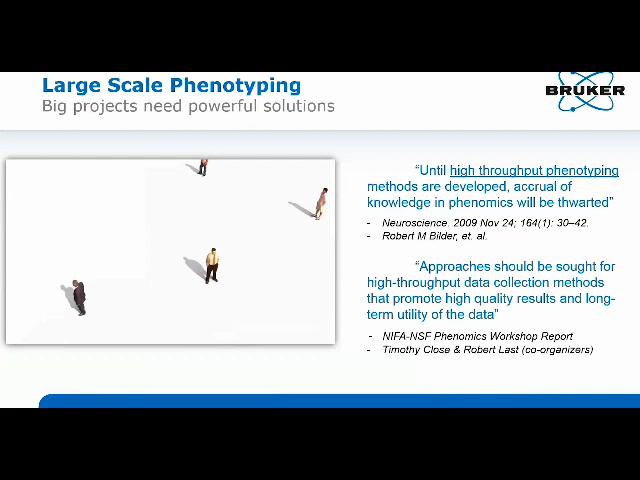 Large Scale Phenotyping
Big projects need powerful solutions
BRUKER
“Until high throughput phenotyping
methods are developed, accrual of
knowledge in phenomics will be thwarted”
- Neuroscience. 2009 Nov 24; 164(1): 30–42.
- Robert M Bilder, et. al.
“Approaches should be sought for
high-throughput data collection methods
that promote high quality results and long-
term utility of the data”
- NIFA-NSF Phenomics Workshop Report
- Timothy Close & Robert Last (co-organizers)